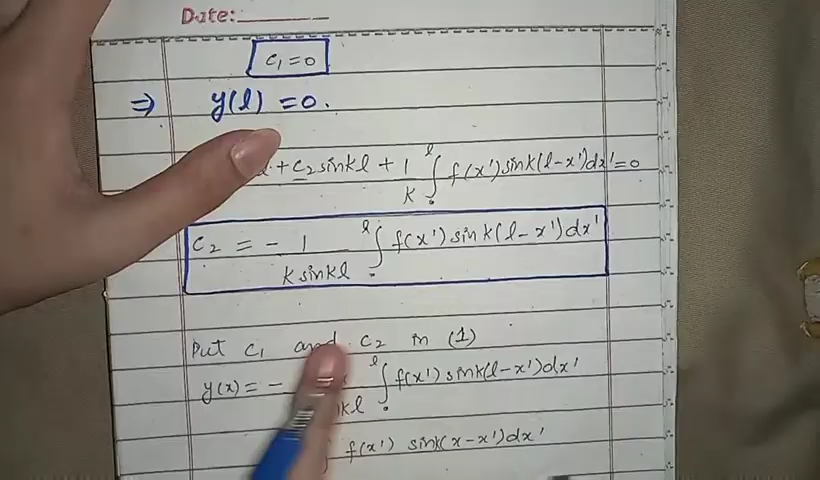 Date:
C₁ = 0
⇒ y(l) = 0.
+ C₂ sinkl + 1/k ∫₀ˡ f(x') sink(l-x')dx' = 0
C₂ = - 1/(k sinkl) ∫₀ˡ f(x') sink(l-x')dx'
Put C₁ and C₂ in (1)
y(x) = - ∫₀ˡ f(x') sink(l-x')dx'
f(x') sink(x-x')dx'